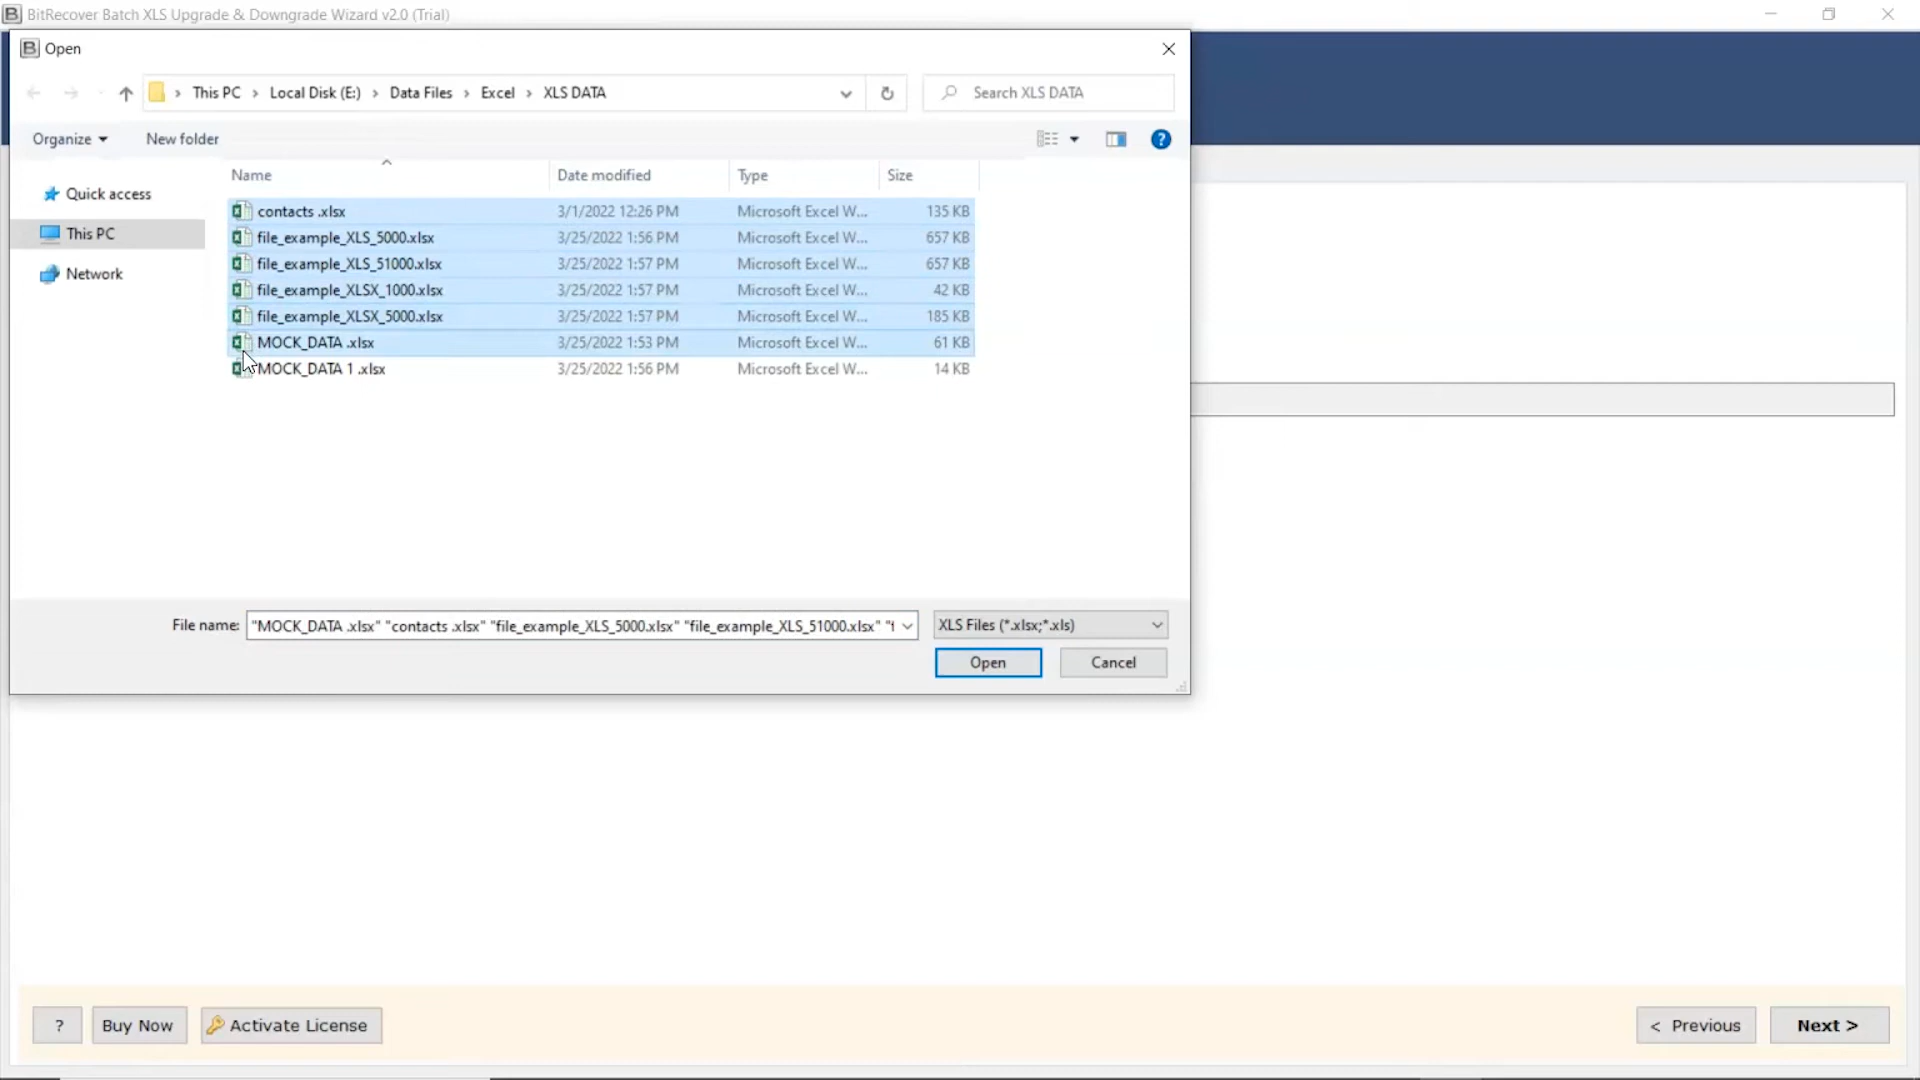 BitRecover Batch XLS Upgrade & Downgrade Wizard v2.0 (Trial)
Open
This PC > Local Disk (E:) > Data Files > Excel > XLS DATA
Search XLS DATA
Organize
New folder
?
Name
Date modified
Type
Size
Quick access
This PC
Network
contacts .xlsx 3/1/2022 12:26 PM Microsoft Excel W... 135 KB
file_example_XLS_5000.xlsx 3/25/2022 1:56 PM Microsoft Excel W... 657 KB
file_example_XLS_51000.xlsx 3/25/2022 1:57 PM Microsoft Excel W... 657 KB
file_example_XLSX_1000.xlsx 3/25/2022 1:57 PM Microsoft Excel W... 42 KB
file_example_XLSX_5000.xlsx 3/25/2022 1:57 PM Microsoft Excel W... 185 KB
MOCK_DATA .xlsx 3/25/2022 1:53 PM Microsoft Excel W... 61 KB
MOCK_DATA 1 .xlsx 3/25/2022 1:56 PM Microsoft Excel W... 14 KB
File name: "MOCK_DATA .xlsx" "contacts .xlsx" "file_example_XLS_5000.xlsx" "file_example_XLS_51000.xlsx" "f
XLS Files (*.xlsx;*.xls)
Open
Cancel
?
Buy Now
Activate License
< Previous
Next >